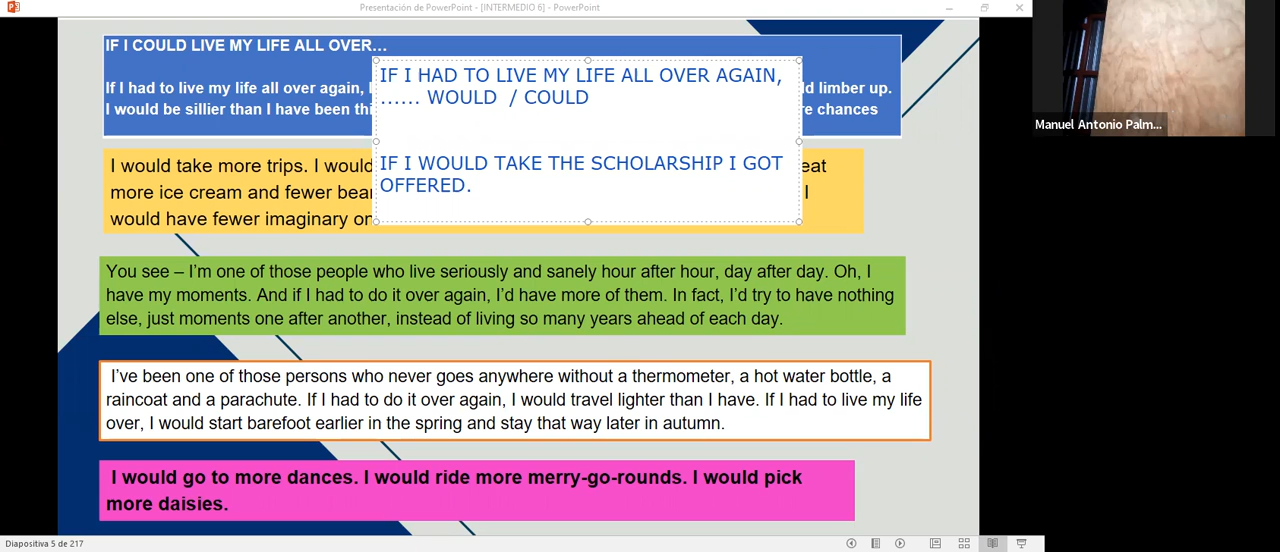 Presentación de PowerPoint - [INTERMEDIO 6] - PowerPoint
IF I COULD LIVE MY LIFE ALL OVER…
If I had to live my life all over again, I
d limber up.
I would be sillier than I have been thi
re chances
IF I HAD TO LIVE MY LIFE ALL OVER AGAIN,
...... WOULD / COULD
IF I WOULD TAKE THE SCHOLARSHIP I GOT
OFFERED.
I would take more trips. I would
eat
more ice cream and fewer bea
I
would have fewer imaginary on
You see – I’m one of those people who live seriously and sanely hour after hour, day after day. Oh, I
have my moments. And if I had to do it over again, I’d have more of them. In fact, I’d try to have nothing
else, just moments one after another, instead of living so many years ahead of each day.
I’ve been one of those persons who never goes anywhere without a thermometer, a hot water bottle, a
raincoat and a parachute. If I had to do it over again, I would travel lighter than I have. If I had to live my life
over, I would start barefoot earlier in the spring and stay that way later in autumn.
I would go to more dances. I would ride more merry-go-rounds. I would pick
more daisies.
Manuel Antonio Palm...
Diapositiva 5 de 217